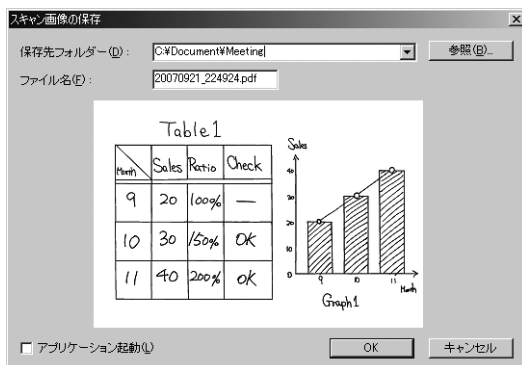 スキャン画像の保存
保存先フォルダー(D): C:¥Document¥Meeting 参照(B)...
ファイル名(F): 20070921_224924.pdf
Table1
Month Sales Ratio Check
9 20 100% —
10 30 150% OK
11 40 200% OK
Sales
40
30
20
10
0
9 10 11 Month
Graph1
アプリケーション起動(L) OK キャンセル